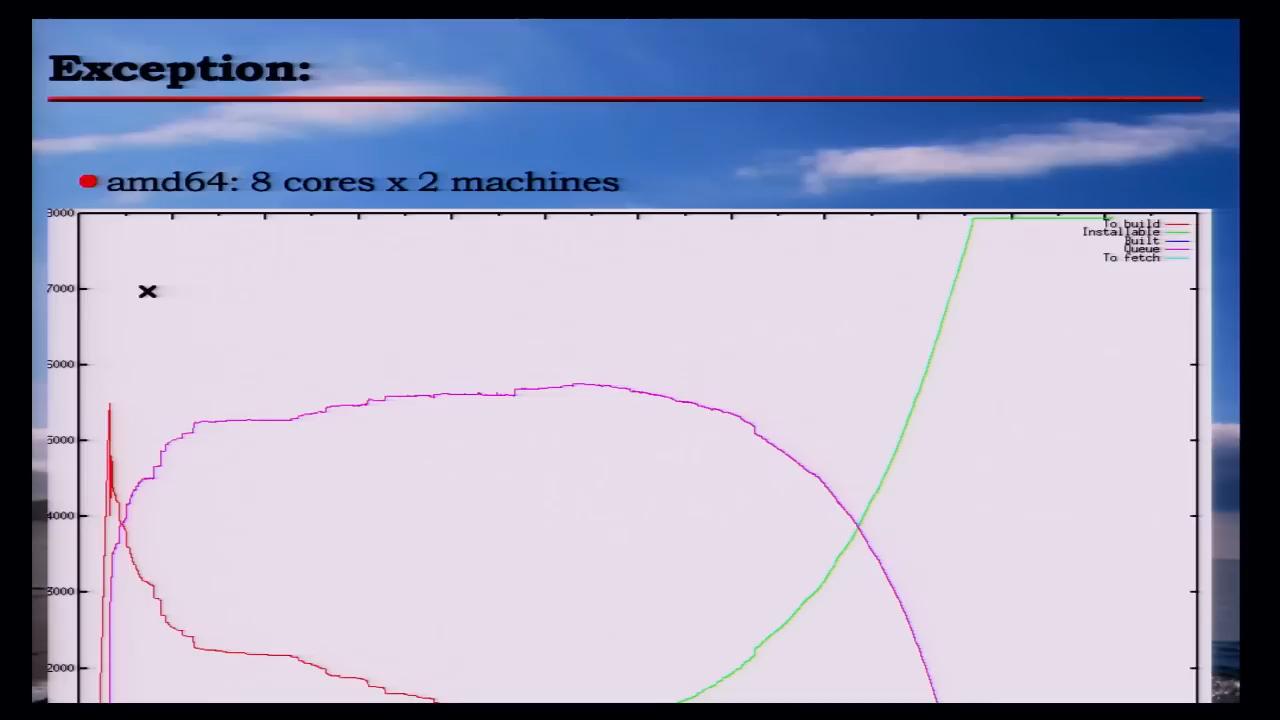 Exception:
amd64: 8 cores x 2 machines
8000
To build
Installable
Built
Queue
To fetch
7000
6000
5000
4000
3000
2000